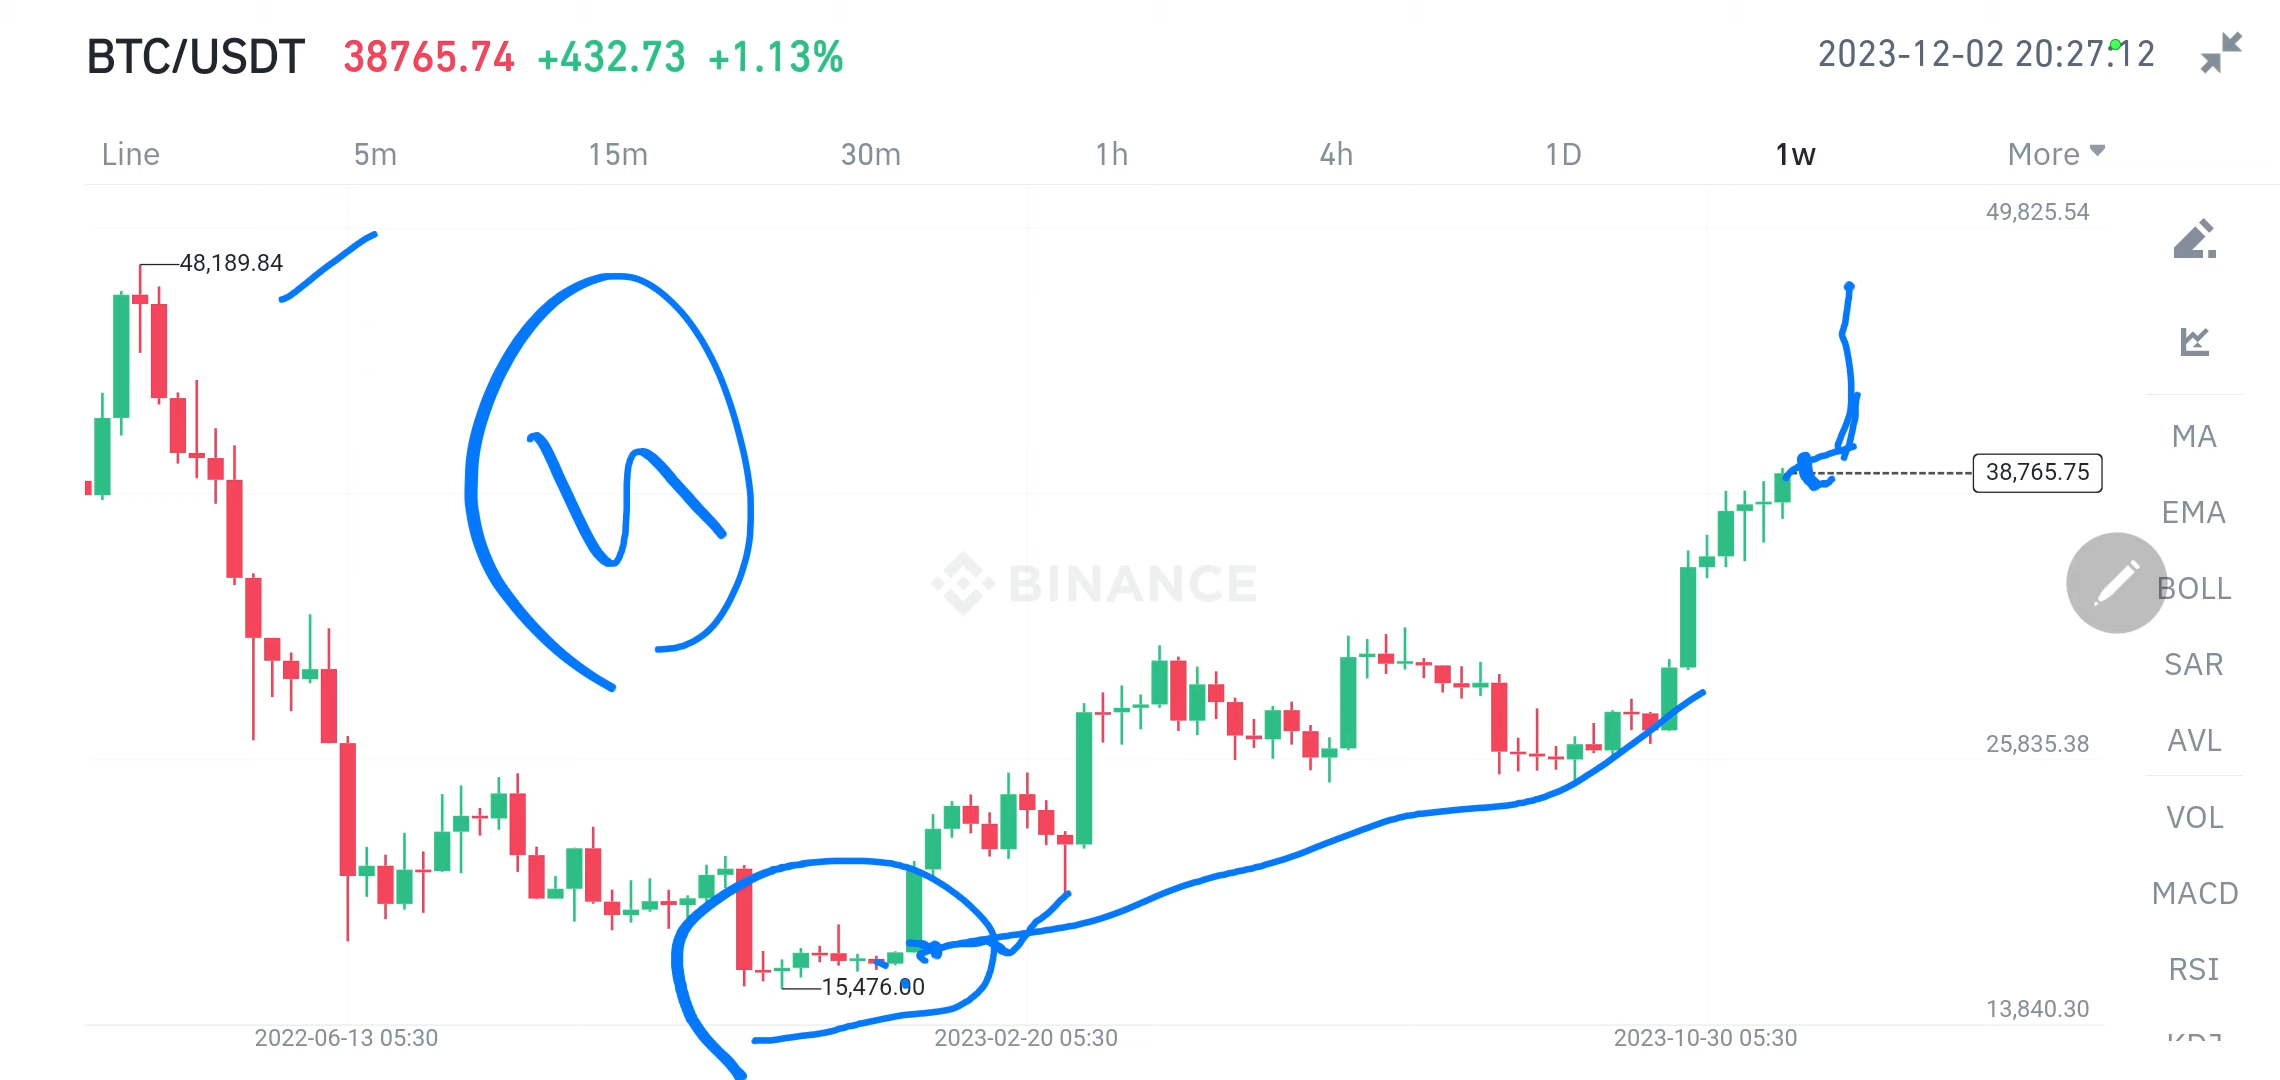 BTC/USDT 38765.74 +432.73 +1.13% 2023-12-02 20:27:12
Line 5m 15m 30m 1h 4h 1D 1w More
49,825.54
48,189.84
MA
38,765.75
EMA
BINANCE
BOLL
SAR
25,835.38
AVL
VOL
MACD
RSI
15,476.00
13,840.30
2022-06-13 05:30 2023-02-20 05:30 2023-10-30 05:30